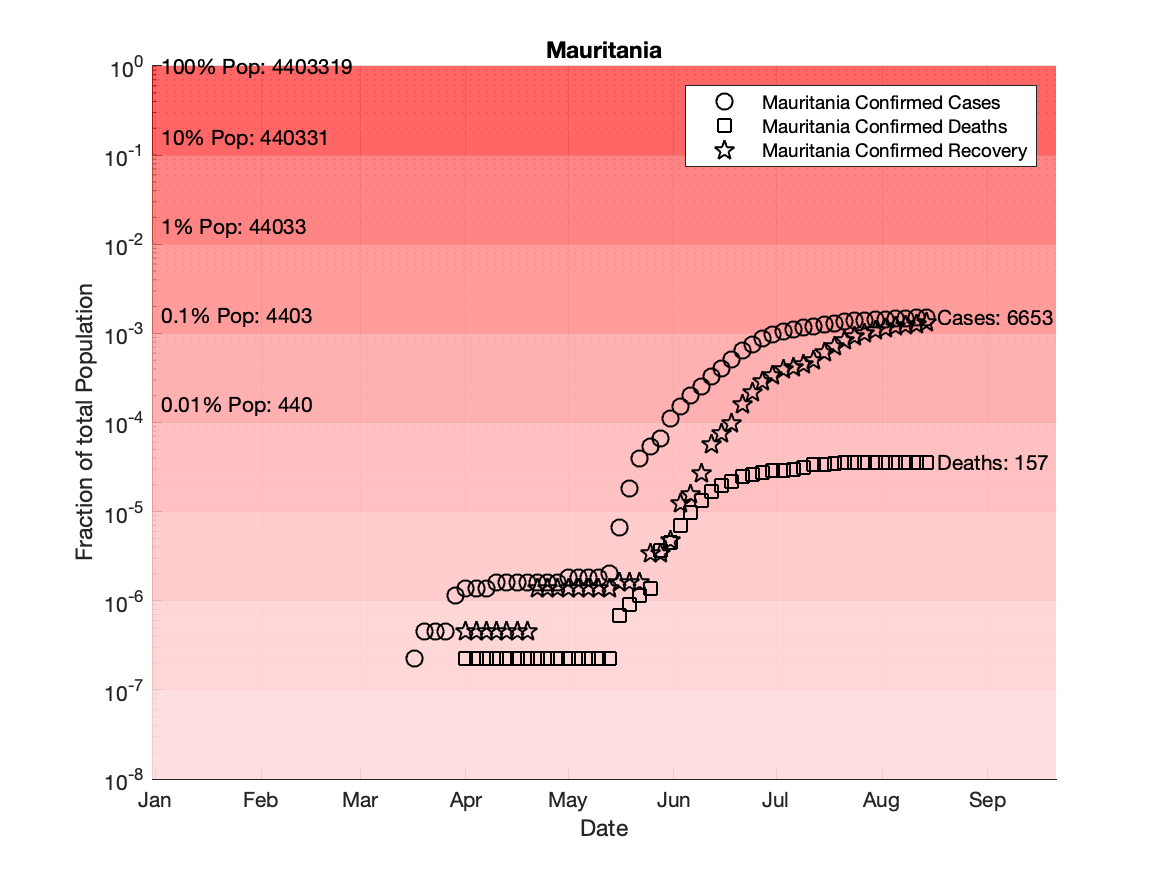 Mauritania
10⁰
10⁻¹
10⁻²
10⁻³
10⁻⁴
10⁻⁵
10⁻⁶
10⁻⁷
10⁻⁸
Fraction of total Population
100% Pop: 4403319
10% Pop: 440331
1% Pop: 44033
0.1% Pop: 4403
0.01% Pop: 440
Mauritania Confirmed Cases
Mauritania Confirmed Deaths
Mauritania Confirmed Recovery
Cases: 6653
Deaths: 157
Jan Feb Mar Apr May Jun Jul Aug Sep
Date